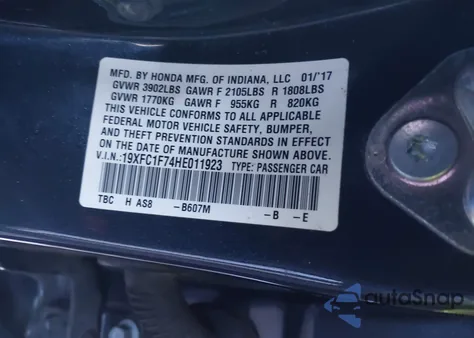 MFD. BY HONDA MFG. OF INDIANA, LLC 01/'17
GVWR 3902LBS GAWR F 2105LBS R 1808LBS
GVWR 1770KG GAWR F 955KG R 820KG
THIS VEHICLE CONFORMS TO ALL APPLICABLE
FEDERAL MOTOR VEHICLE SAFETY, BUMPER,
AND THEFT PREVENTION STANDARDS IN EFFECT
ON THE DATE OF MANUFACTURE SHOWN ABOVE.
V.I.N.:19XFC1F74HE011923 TYPE: PASSENGER CAR
TBC H AS8 -B607M -B -E
autoSnap